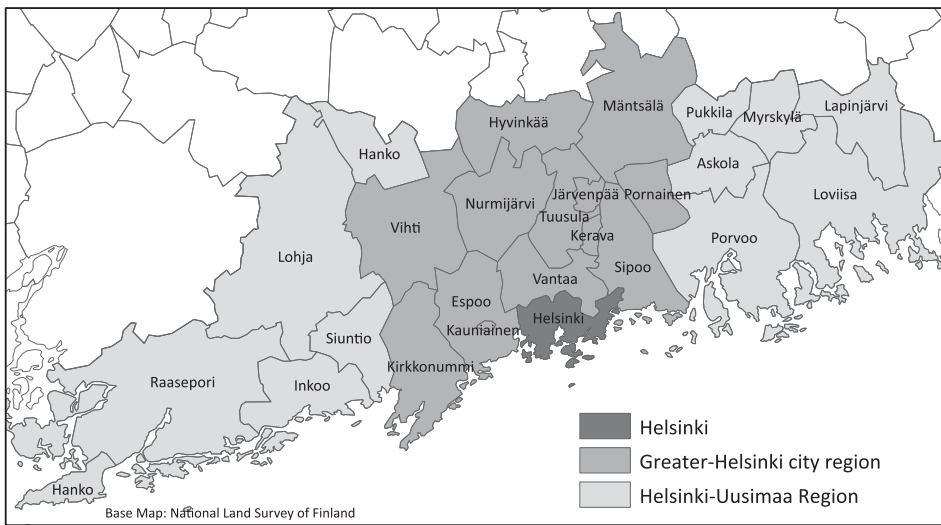 Mäntsälä
Lapinjärvi
Pukkila
Myrskylä
Hyvinkää
Hanko
Askola
Järvenpää
Pornainen
Loviisa
Nurmijärvi
Tuusula
Vihti
Kerava
Porvoo
Lohja
Sipoo
Vantaa
Espoo
Helsinki
Kauniainen
Siuntio
Kirkkonummi
Raasepori
Inkoo
Hanko
Helsinki
Greater-Helsinki city region
Helsinki-Uusimaa Region
Base Map: National Land Survey of Finland